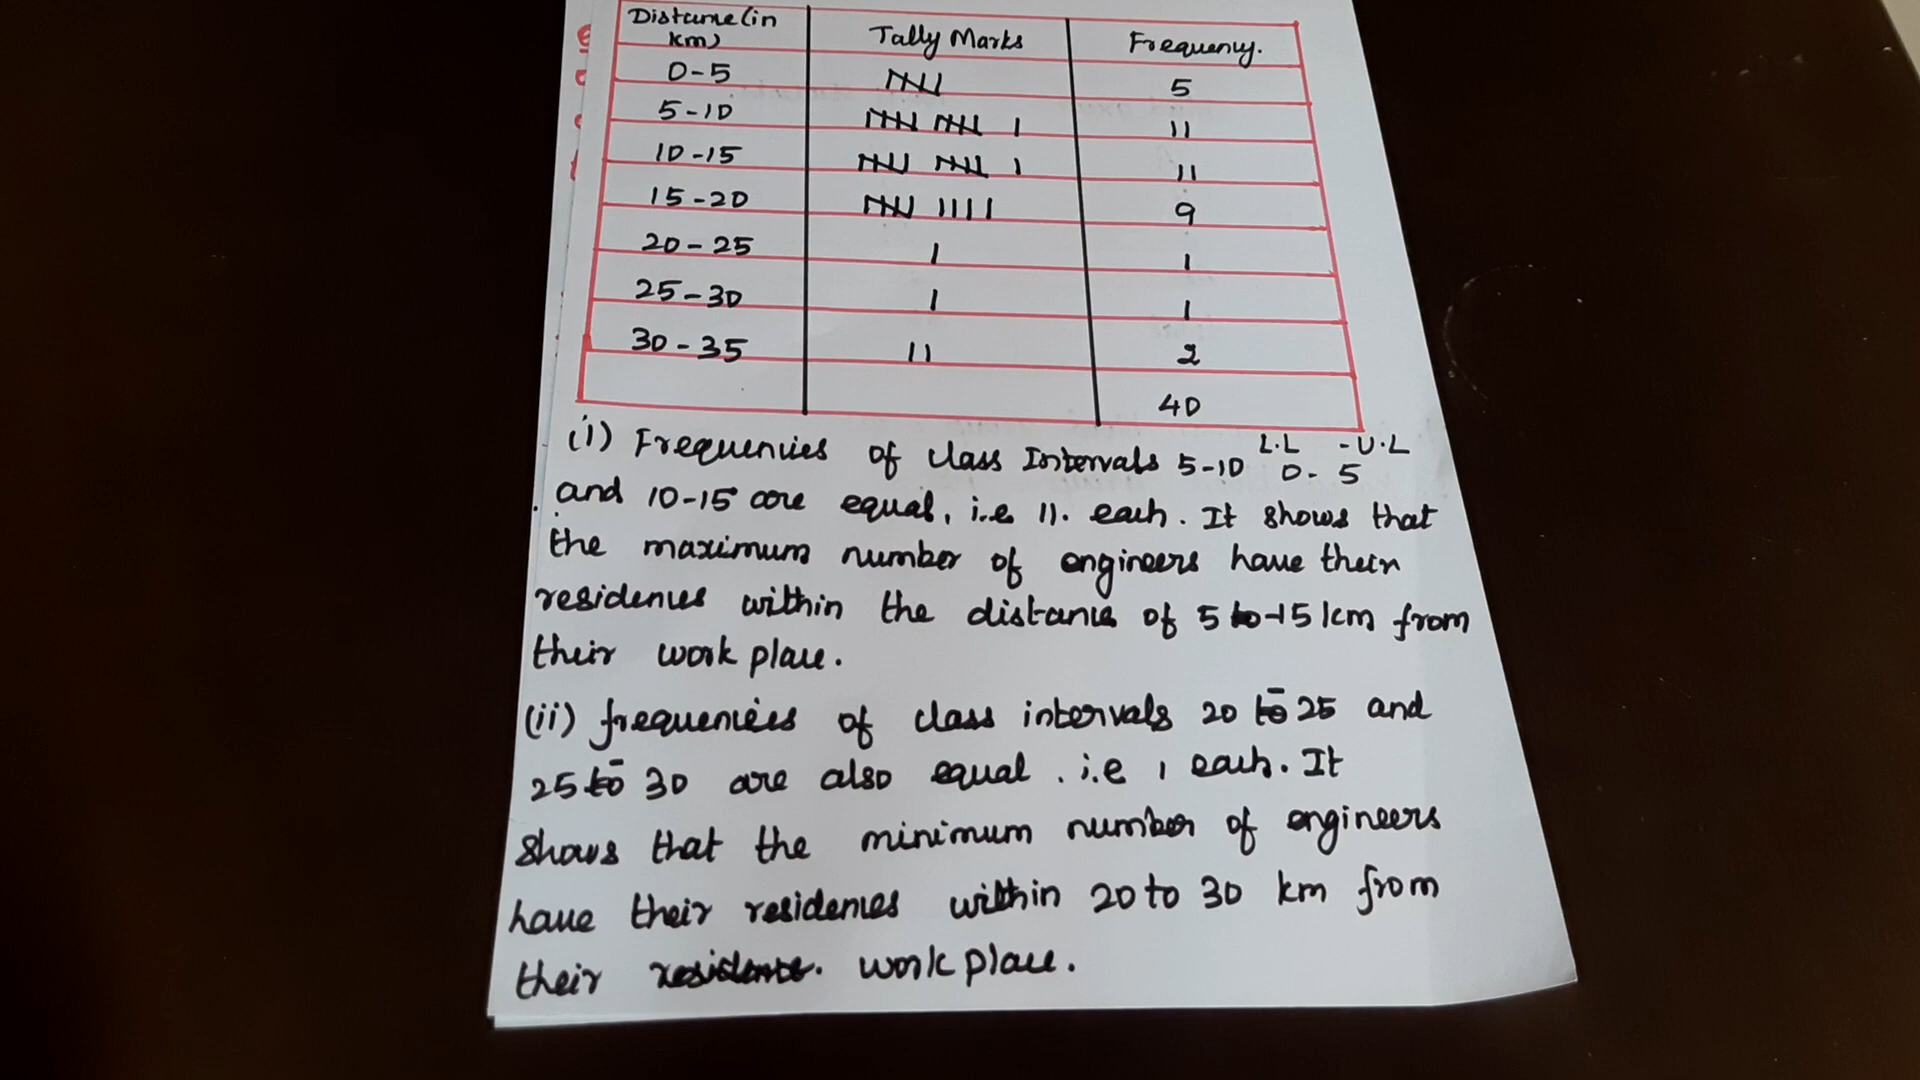 Distance (in km) Tally Marks Frequency.
0-5 𝍸 5
5-10 𝍸 𝍸 | 11
10-15 𝍸 𝍸 | 11
15-20 𝍸 |||| 9
20-25 | 1
25-30 | 1
30-35 || 2
40
L.L - U.L
(i) Frequencies of class Intervals 5-10 0-5
and 10-15 are equal, i.e 11. each. It shows that
the maximum number of engineers have their
residences within the distance of 5 to-15 km from
their work place.
(ii) frequencies of class intervals 20 to 25 and
25 to 30 are also equal. i.e 1 each. It
shows that the minimum number of engineers
have their residences within 20 to 30 km from
their work place.